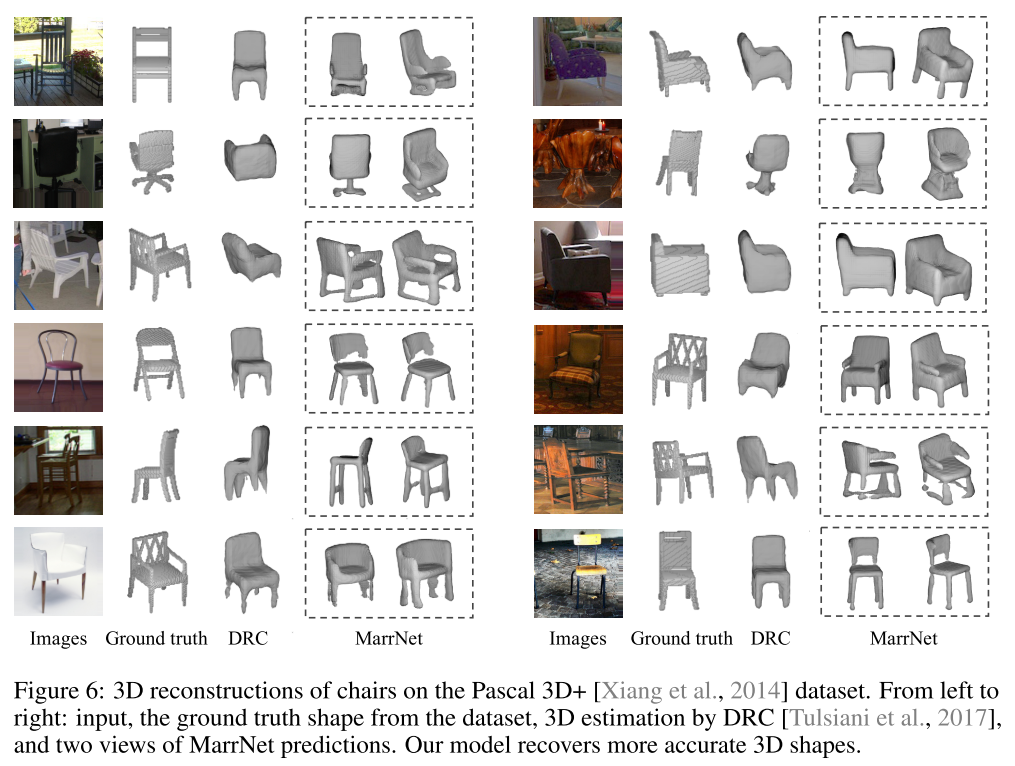 Images Ground truth DRC MarrNet Images Ground truth DRC MarrNet
Figure 6: 3D reconstructions of chairs on the Pascal 3D+ [Xiang et al., 2014] dataset. From left to
right: input, the ground truth shape from the dataset, 3D estimation by DRC [Tulsiani et al., 2017],
and two views of MarrNet predictions. Our model recovers more accurate 3D shapes.